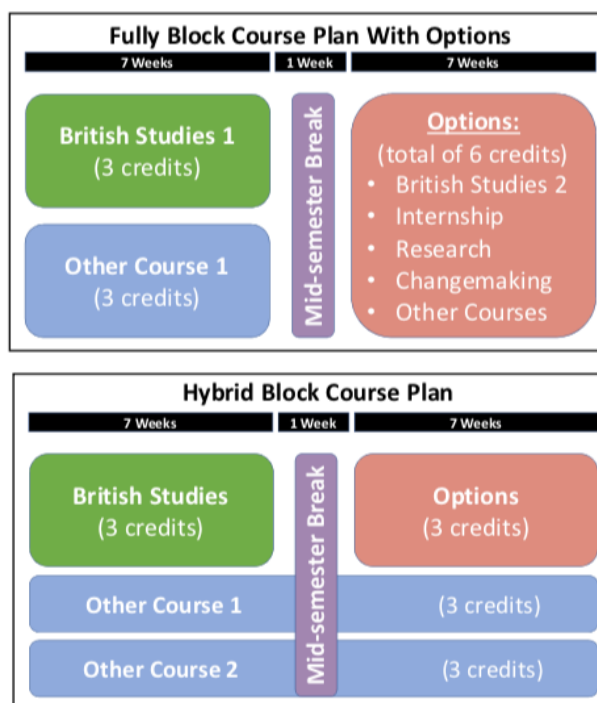 Fully Block Course Plan With Options
7 Weeks
1 Week
7 Weeks
British Studies 1
(3 credits)
Other Course 1
(3 credits)
Mid-semester Break
Options:
(total of 6 credits)
• British Studies 2
• Internship
• Research
• Changemaking
• Other Courses
Hybrid Block Course Plan
7 Weeks
1 Week
7 Weeks
British Studies
(3 credits)
Mid-semester Break
Options
(3 credits)
Other Course 1
(3 credits)
Other Course 2
(3 credits)